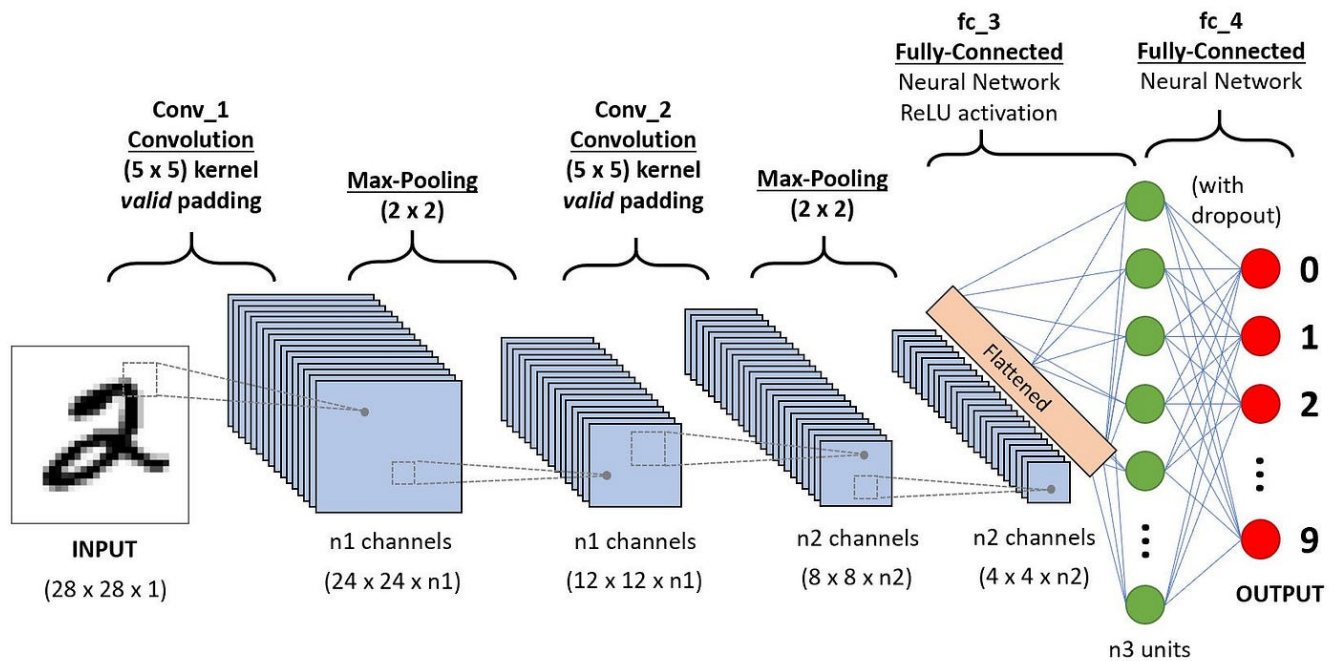 Conv_1
Convolution
(5 x 5) kernel
valid padding
Max-Pooling
(2 x 2)
Conv_2
Convolution
(5 x 5) kernel
valid padding
Max-Pooling
(2 x 2)
fc_3
Fully-Connected
Neural Network
ReLU activation
fc_4
Fully-Connected
Neural Network
(with
dropout)
2
Flattened
0
1
2
9
INPUT
(28 x 28 x 1)
n1 channels
(24 x 24 x n1)
n1 channels
(12 x 12 x n1)
n2 channels
(8 x 8 x n2)
n2 channels
(4 x 4 x n2)
n3 units
OUTPUT